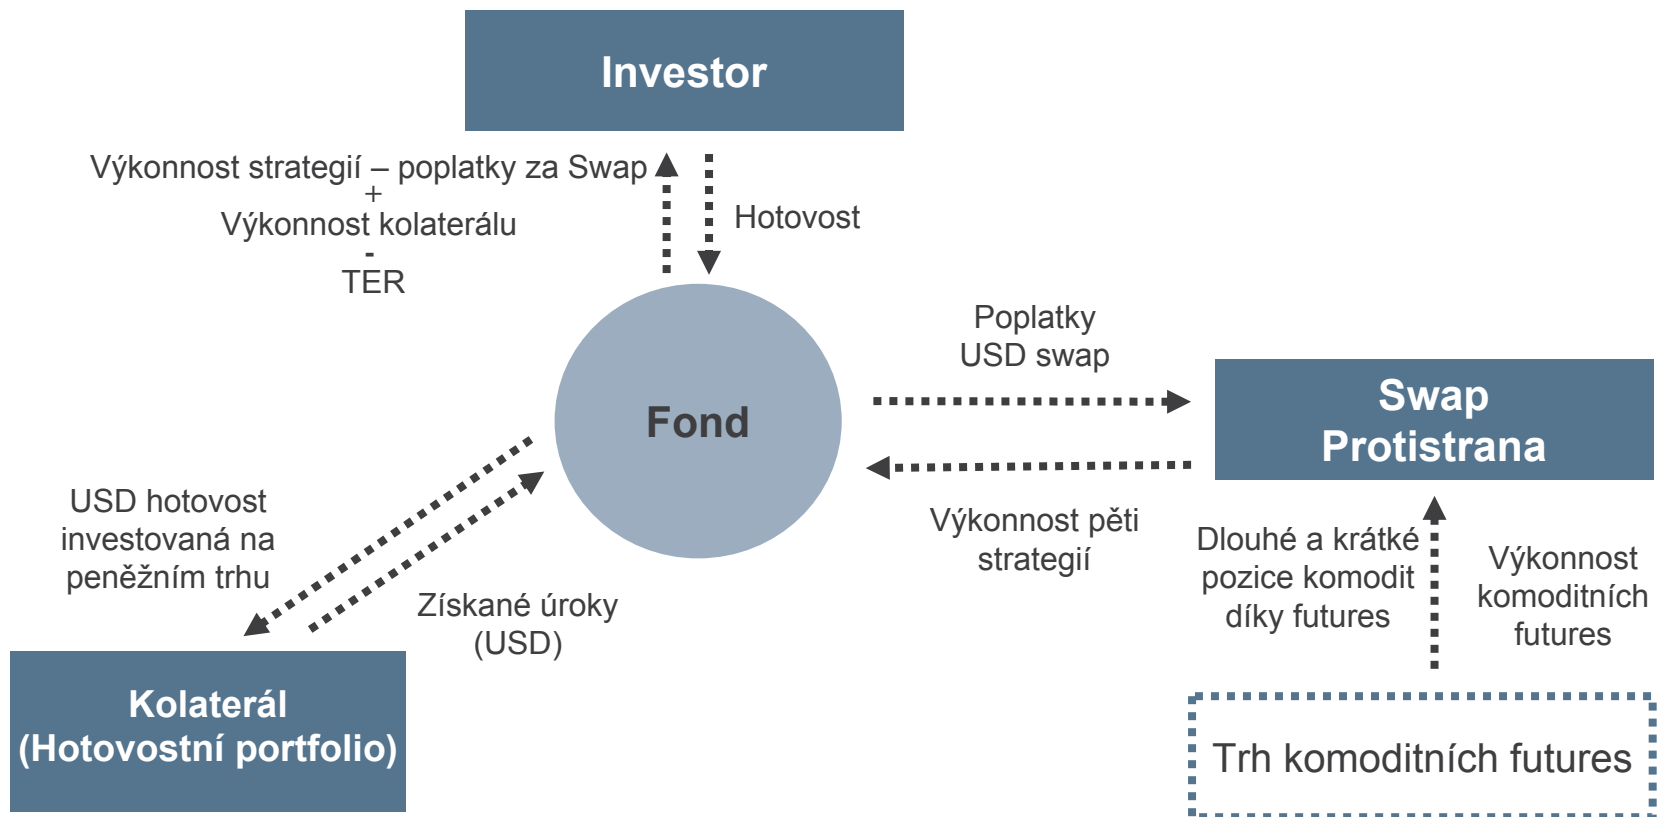 Investor
Výkonnost strategií – poplatky za Swap
+
Výkonnost kolaterálu
-
TER
Hotovost
Poplatky
USD swap
Fond
Swap
Protistrana
Výkonnost pěti
strategií
USD hotovost
investovaná na
peněžním trhu
Získané úroky
(USD)
Dlouhé a krátké
pozice komodit
díky futures
Výkonnost
komoditních
futures
Kolaterál
(Hotovostní portfolio)
Trh komoditních futures